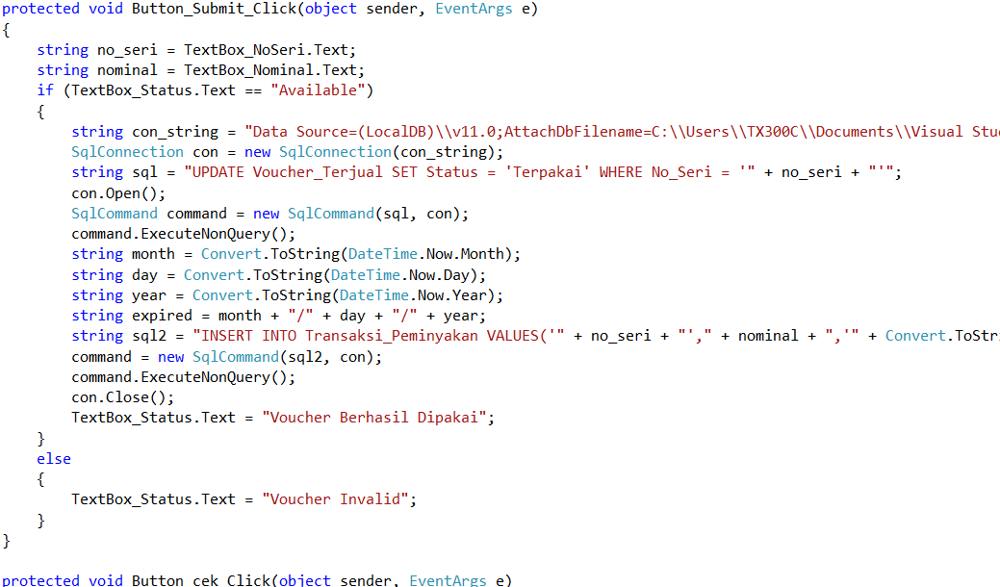 protected void Button_Submit_Click(object sender, EventArgs e)
{
    string no_seri = TextBox_NoSeri.Text;
    string nominal = TextBox_Nominal.Text;
    if (TextBox_Status.Text == "Available")
    {
        string con_string = "Data Source=(LocalDB)\\v11.0;AttachDbFilename=C:\\Users\\TX300C\\Documents\\Visual
        SqlConnection con = new SqlConnection(con_string);
        string sql = "UPDATE Voucher_Terjual SET Status = 'Terpakai' WHERE No_Seri = '" + no_seri + "'";
        con.Open();
        SqlCommand command = new SqlCommand(sql, con);
        command.ExecuteNonQuery();
        string month = Convert.ToString(DateTime.Now.Month);
        string day = Convert.ToString(DateTime.Now.Day);
        string year = Convert.ToString(DateTime.Now.Year);
        string expired = month + "/" + day + "/" + year;
        string sql2 = "INSERT INTO Transaksi_Peminyakan VALUES('" + no_seri + "'," + nominal + ",'" + Convert.ToStr
        command = new SqlCommand(sql2, con);
        command.ExecuteNonQuery();
        con.Close();
        TextBox_Status.Text = "Voucher Berhasil Dipakai";
    }
    else
    {
        TextBox_Status.Text = "Voucher Invalid";
    }
}
protected void Button_cek_Click(object sender, EventArgs e)